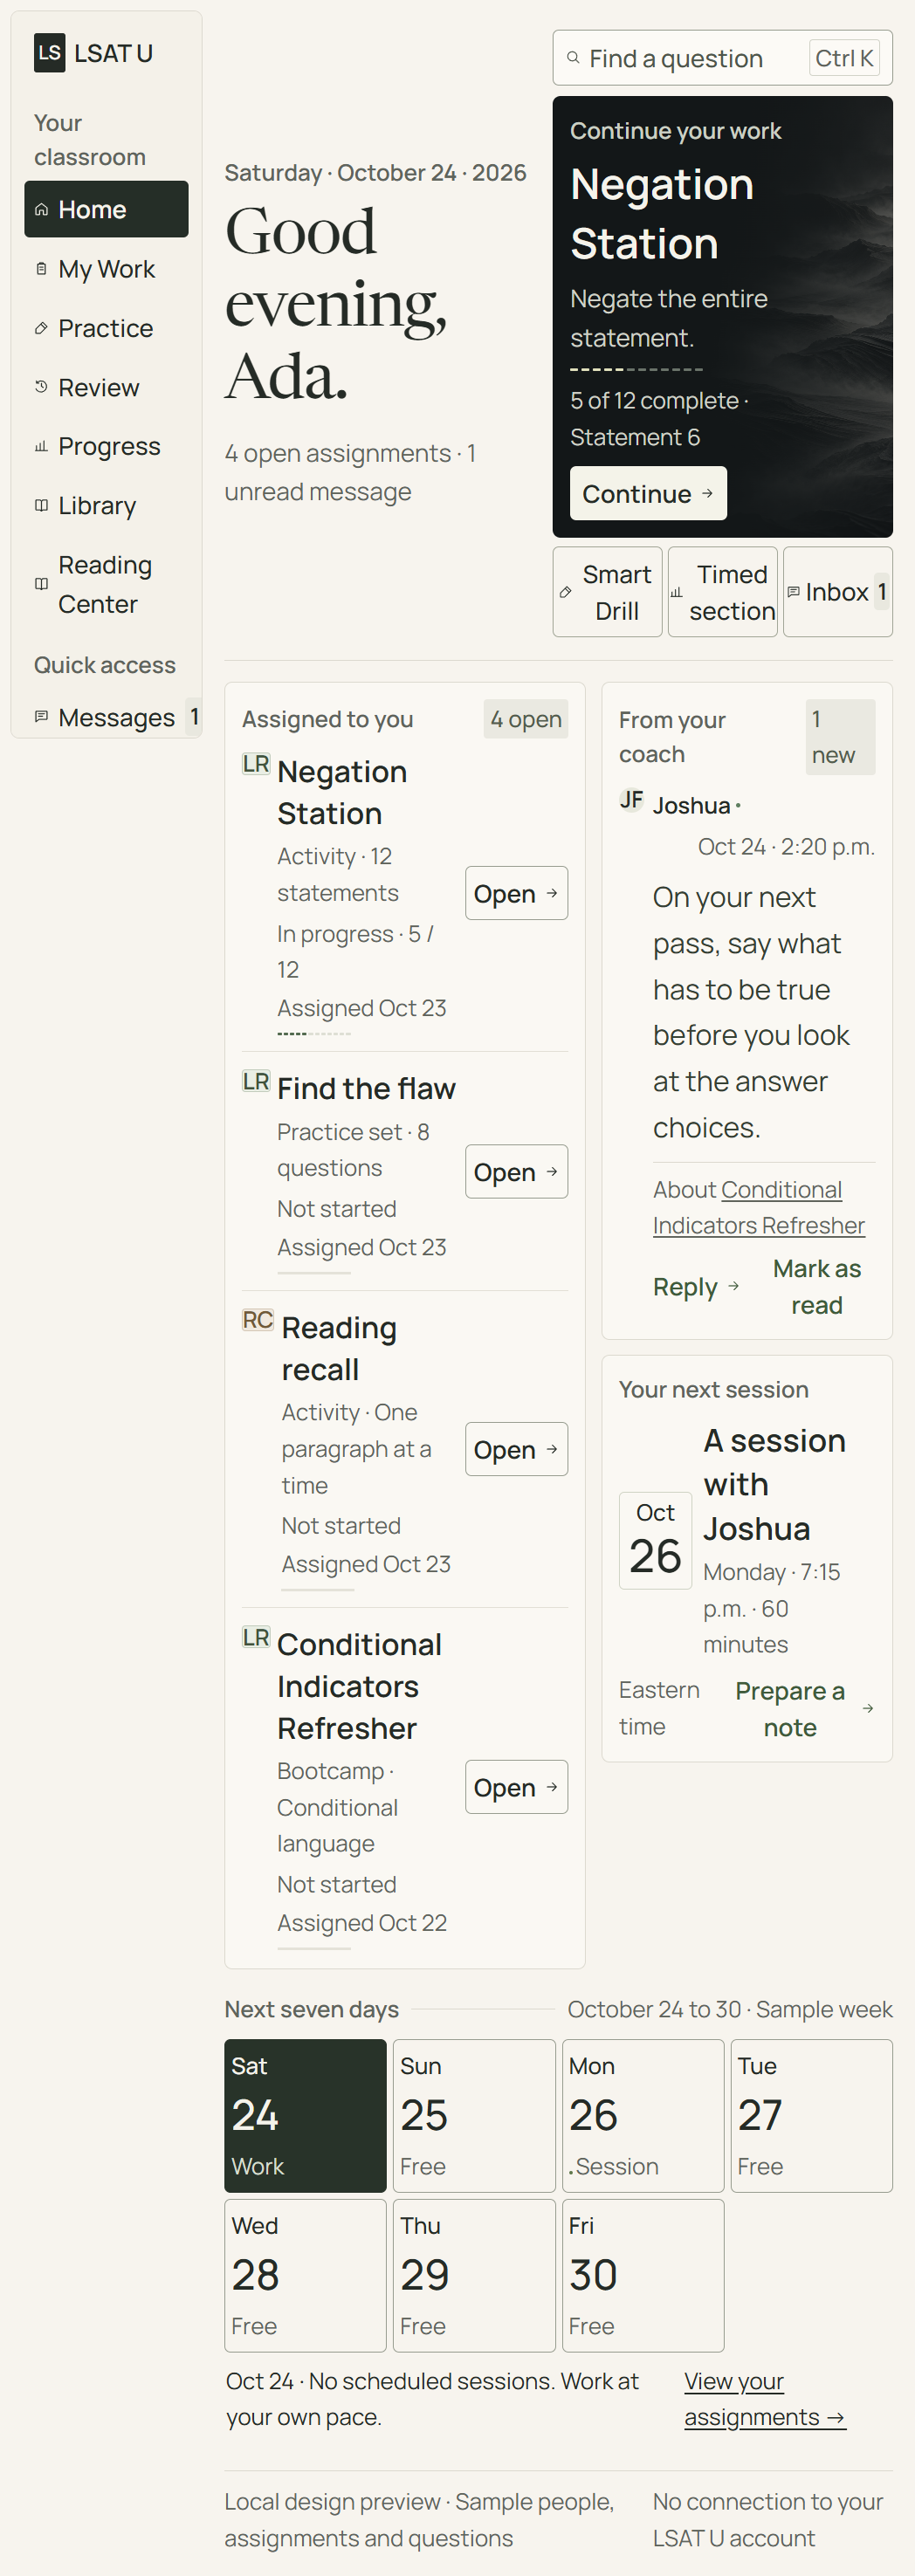 LS LSAT U
Your
classroom
Home
My Work
Practice
Review
Progress
Library
Reading
Center
Quick access
Messages 1
Find a question Ctrl K
Saturday · October 24 · 2026
Good
evening,
Ada.
4 open assignments · 1
unread message
Continue your work
Negation
Station
Negate the entire
statement.
5 of 12 complete ·
Statement 6
Continue →
Smart
Drill
Timed
section
Inbox 1
Assigned to you 4 open
LR Negation
Station
Activity · 12
statements
In progress · 5 /
12
Assigned Oct 23
Open →
LR Find the flaw
Practice set · 8
questions
Not started
Assigned Oct 23
Open →
RC Reading
recall
Activity · One
paragraph at a
time
Not started
Assigned Oct 23
Open →
LR Conditional
Indicators
Refresher
Bootcamp ·
Conditional
language
Not started
Assigned Oct 22
Open →
From your
coach
1
new
JF Joshua ·
Oct 24 · 2:20 p.m.
On your next
pass, say what
has to be true
before you look
at the answer
choices.
About Conditional
Indicators Refresher
Reply →
Mark as
read
Your next session
Oct
26
A session
with
Joshua
Monday · 7:15
p.m. · 60
minutes
Eastern
time
Prepare a
note →
Next seven days October 24 to 30 · Sample week
Sat
24
Work
Sun
25
Free
Mon
26
Session
Tue
27
Free
Wed
28
Free
Thu
29
Free
Fri
30
Free
Oct 24 · No scheduled sessions. Work at
your own pace.
View your
assignments →
Local design preview · Sample people,
assignments and questions
No connection to your
LSAT U account